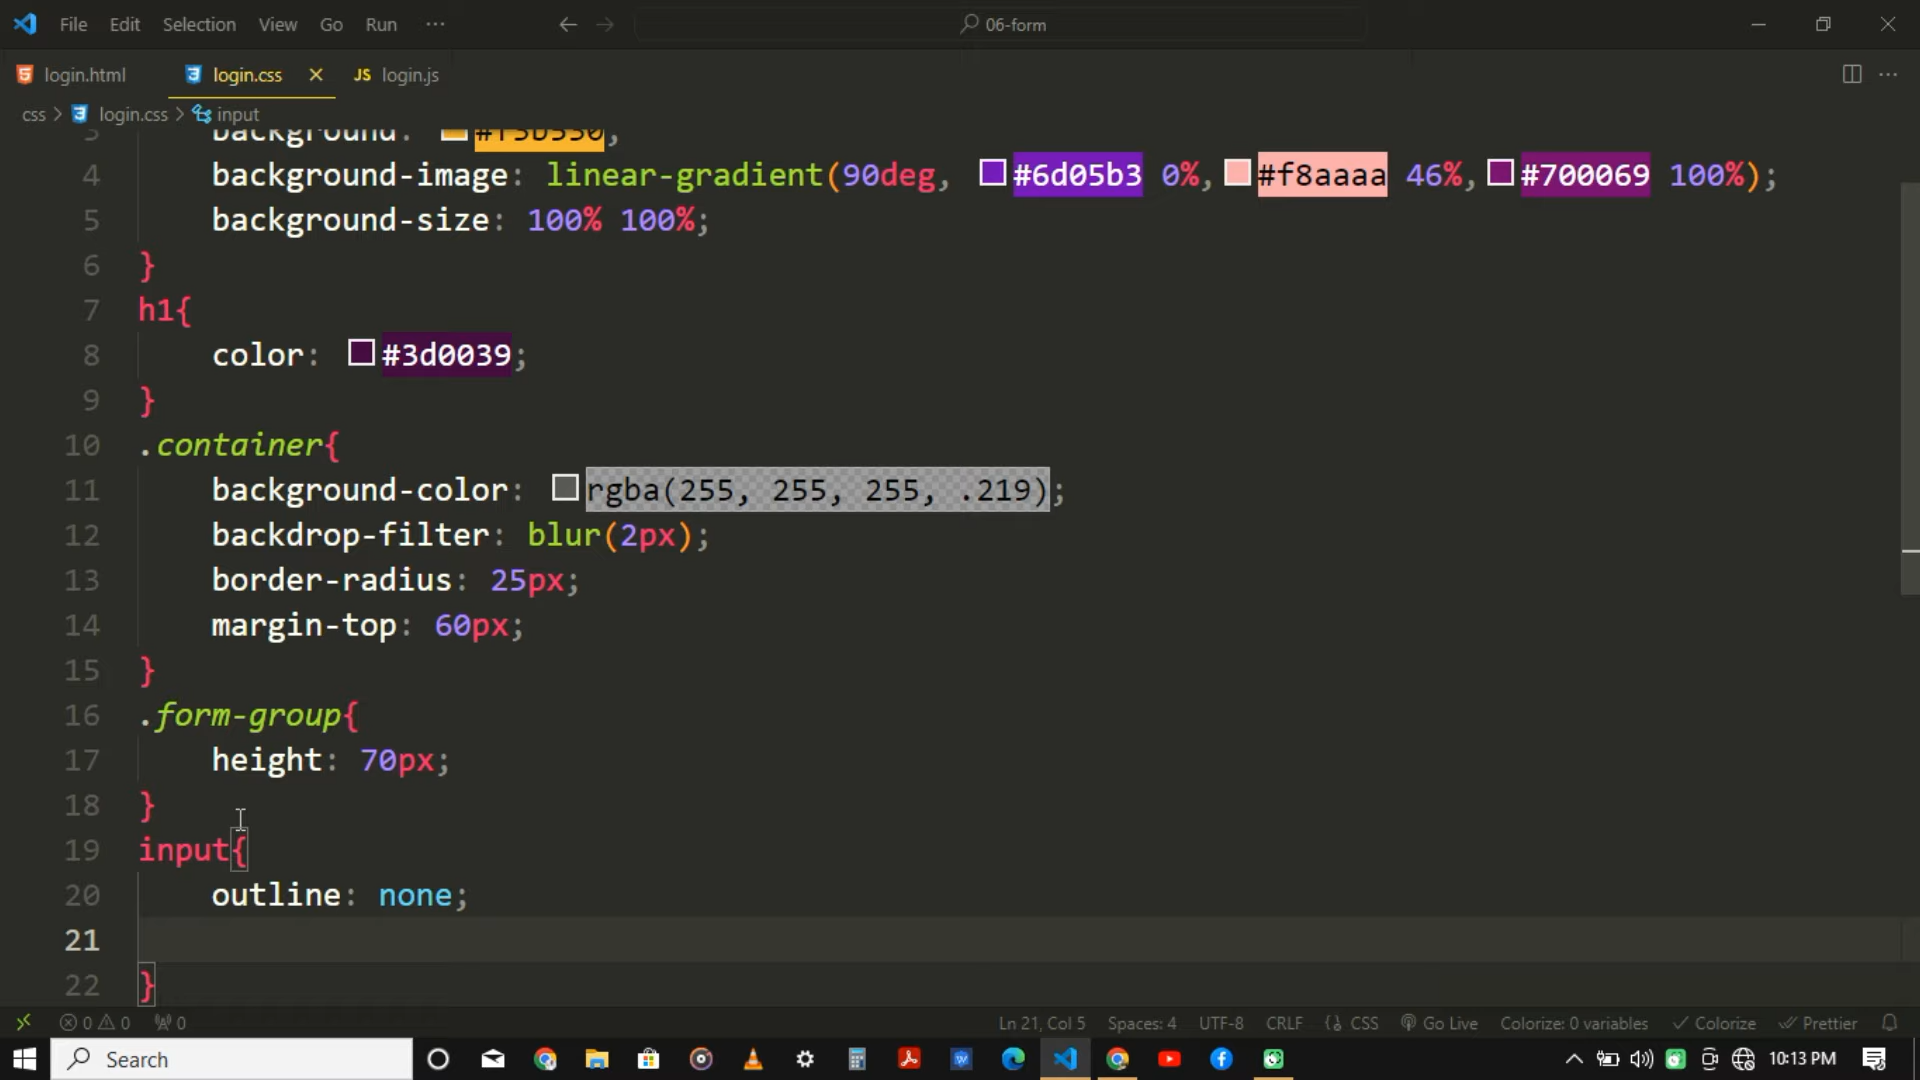 File Edit Selection View Go Run ··· 06-form
login.html login.css JS login.js
css > login.css > input
4 background-image: linear-gradient(90deg, #6d05b3 0%, #f8aaaa 46%, #700069 100%);
5 background-size: 100% 100%;
6 }
7 h1{
8 color: #3d0039;
9 }
10 .container{
11 background-color: rgba(255, 255, 255, .219);
12 backdrop-filter: blur(2px);
13 border-radius: 25px;
14 margin-top: 60px;
15 }
16 .form-group{
17 height: 70px;
18 }
19 input{
20 outline: none;
21
22 }
0 0 0 Ln 21, Col 5 Spaces: 4 UTF-8 CRLF {} CSS Go Live Colorize: 0 variables Colorize Prettier
Search 10:13 PM